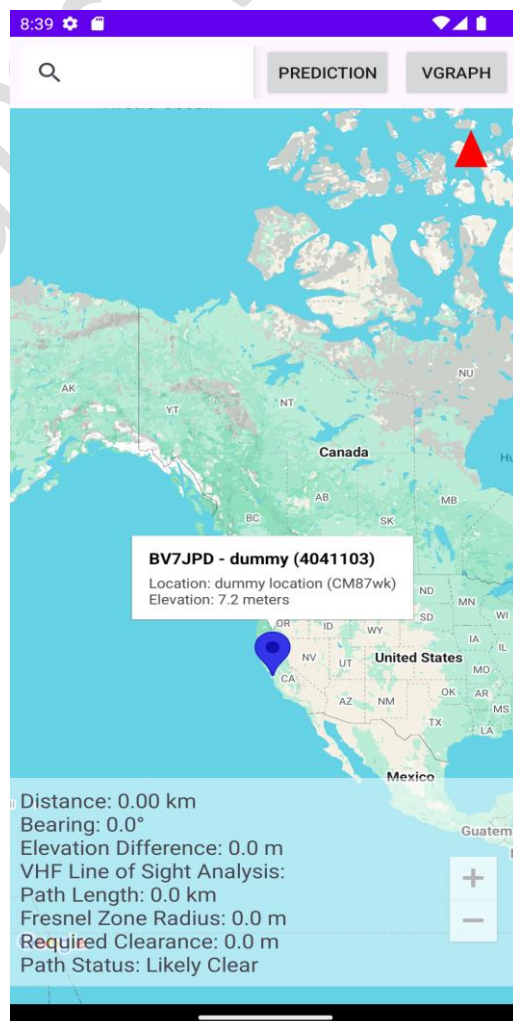 8:39
PREDICTION
VGRAPH
NU
AK
YT
NT
Canada
AB
MB
BC
SK
BV7JPD - dummy (4041103)
Location: dummy location (CM87wk)
Elevation: 7.2 meters
ND
MN
OR
ID
WY
SD
WI
IA
IL
NV
UT
United States
MO
CA
AZ
NM
OK
AR
MS
TX
LA
Mexico
Distance: 0.00 km
Bearing: 0.0°
Elevation Difference: 0.0 m
Guatem
VHF Line of Sight Analysis:
Path Length: 0.0 km
+
Fresnel Zone Radius: 0.0 m
−
Required Clearance: 0.0 m
Path Status: Likely Clear